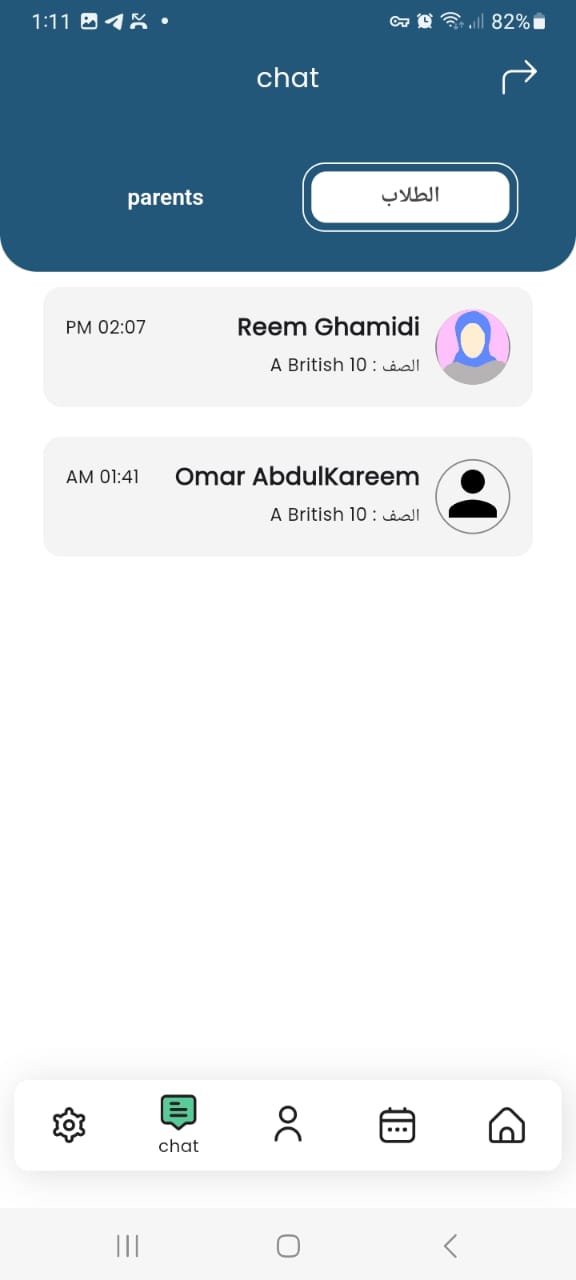 1:11
82%
chat
الطلاب
parents
Reem Ghamidi
PM 02:07
الصف : A British 10
Omar AbdulKareem
AM 01:41
الصف : A British 10
chat